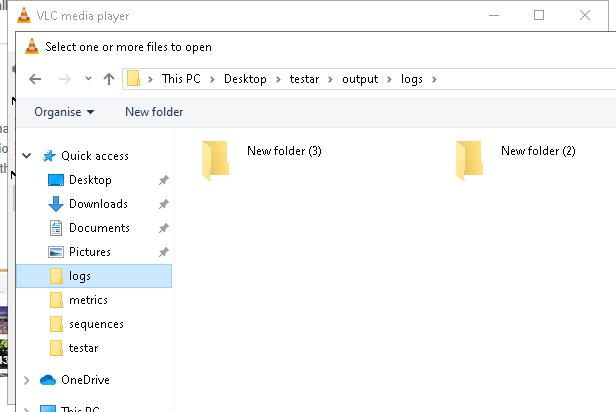 VLC media player
Select one or more files to open
This PC > Desktop > testar > output > logs >
Organise New folder
New folder (3)
New folder (2)
Quick access
Desktop
Downloads
Documents
Pictures
logs
metrics
sequences
testar
OneDrive
This PC